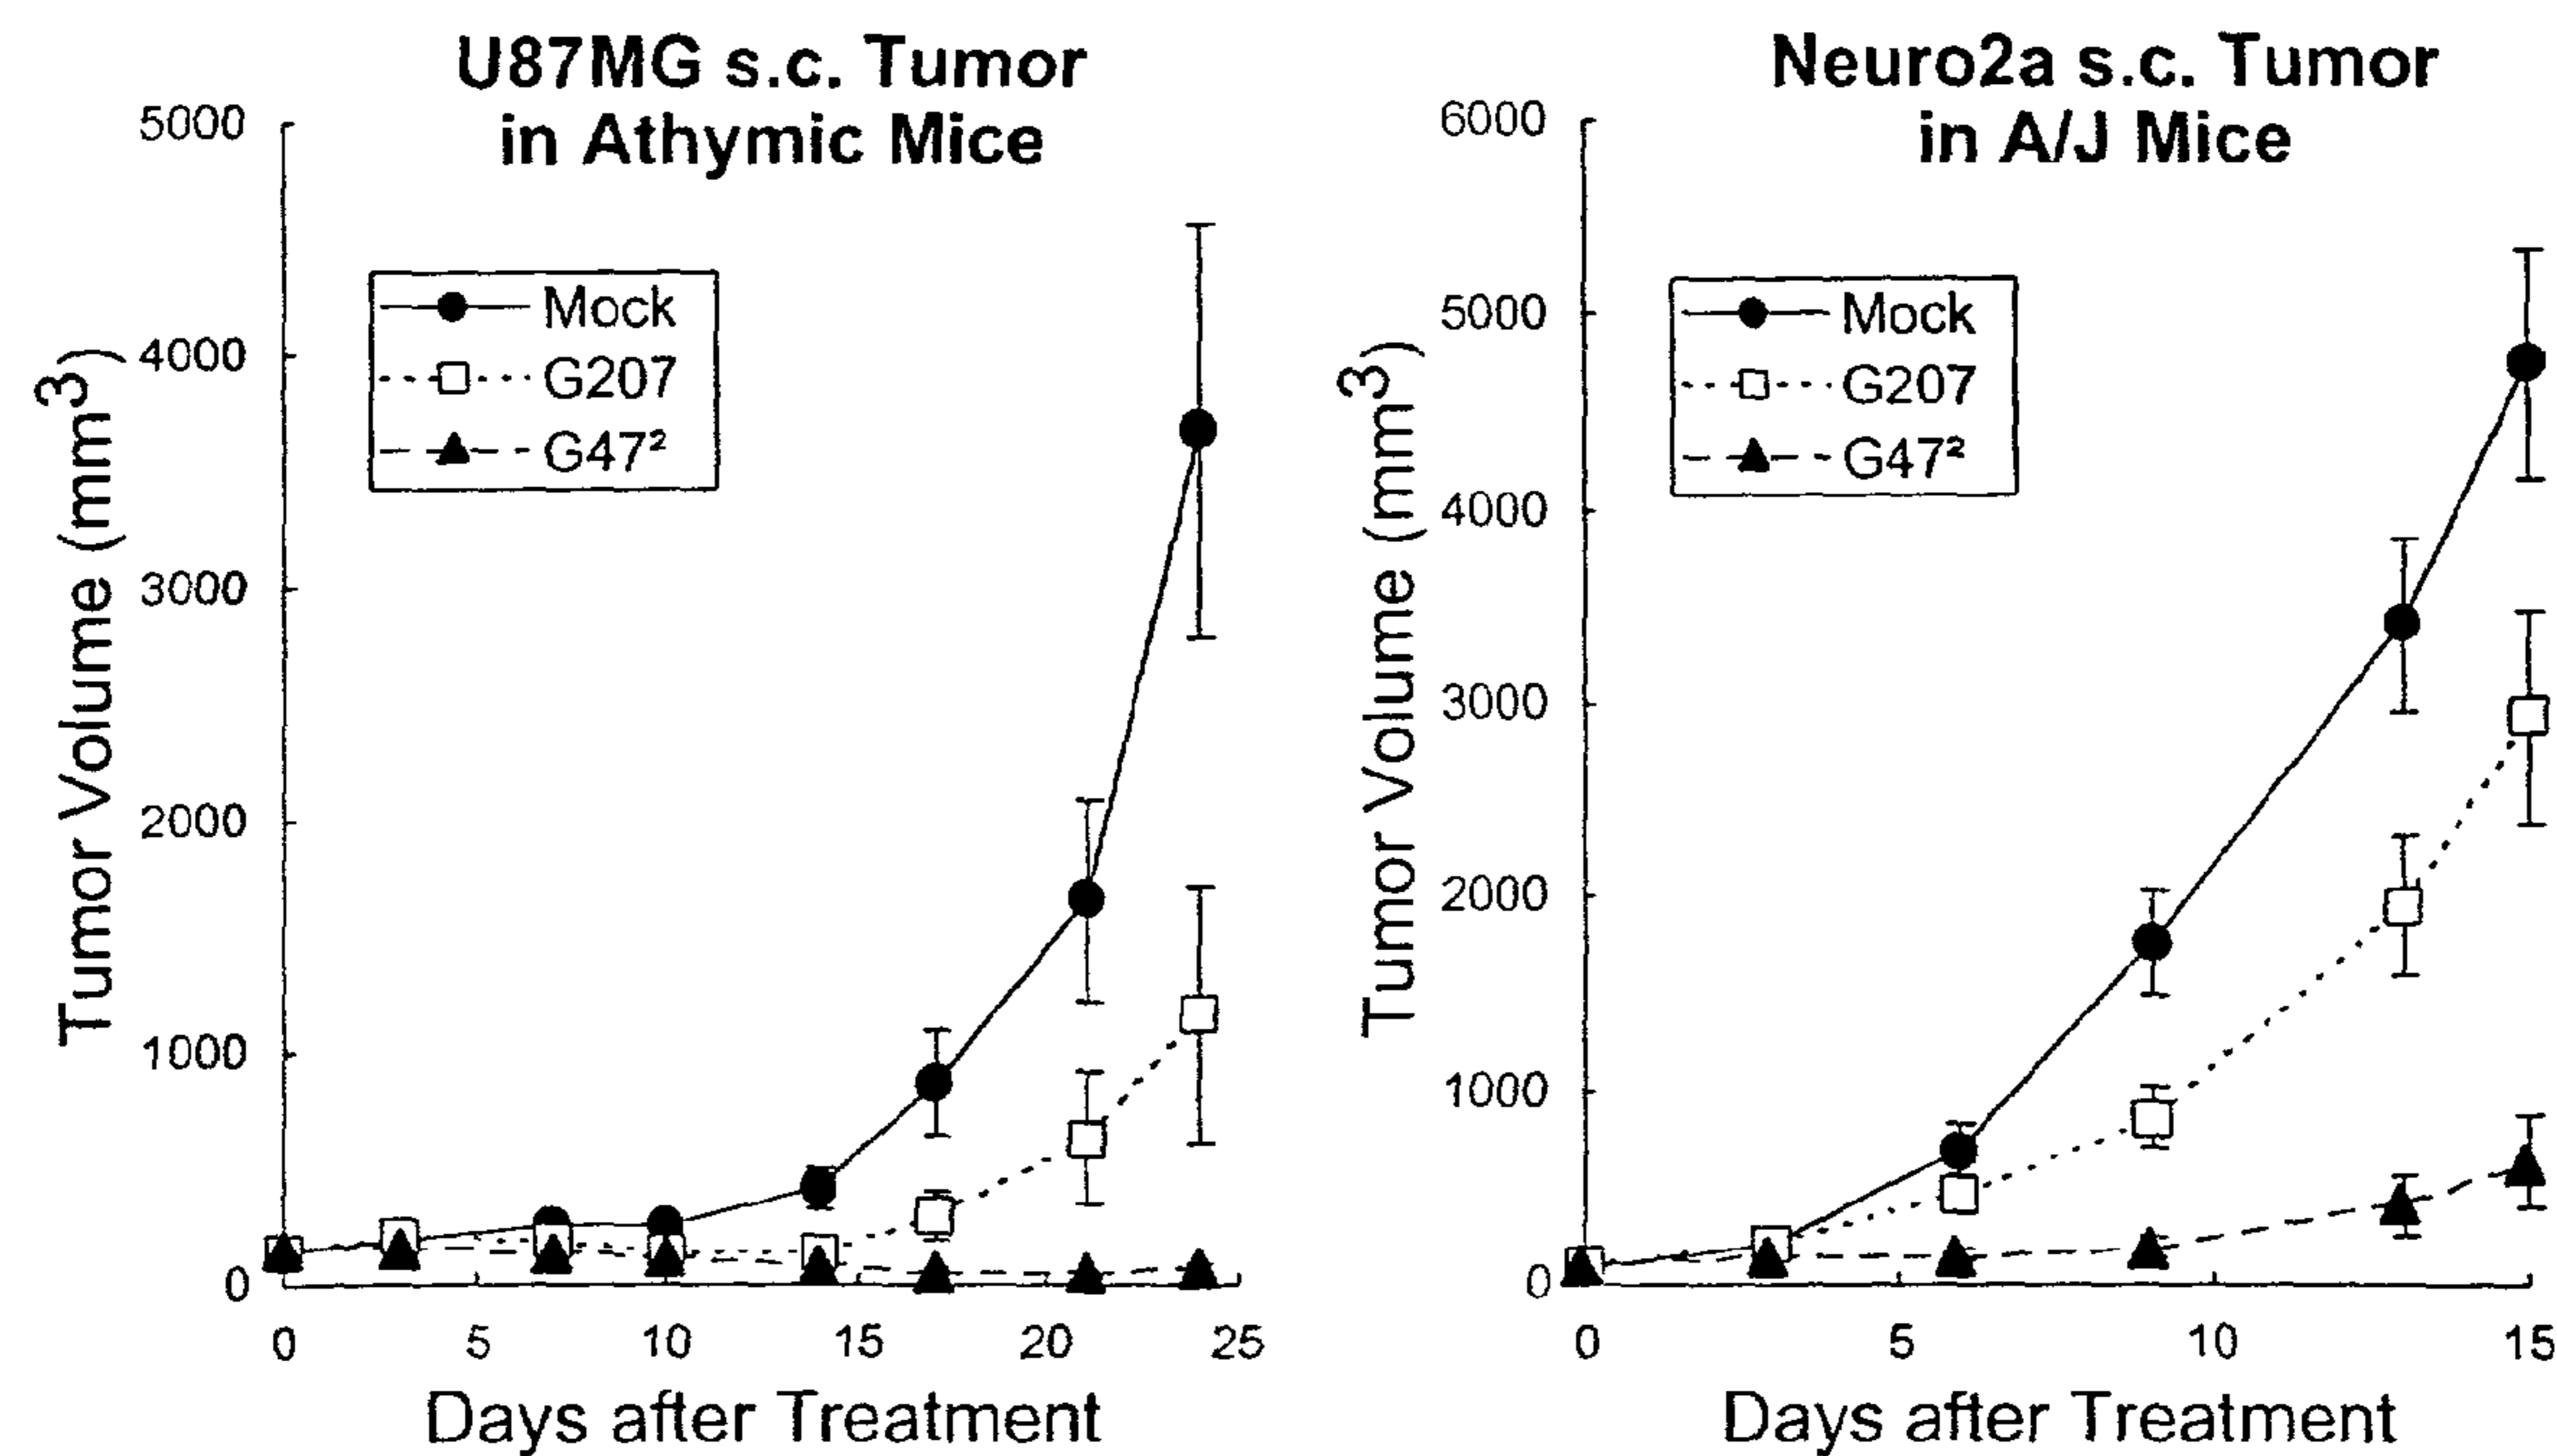 U87MG s.c. Tumor
in Athymic Mice
Tumor Volume (mm³)
5000
4000
3000
2000
1000
0
Mock
G207
G47²
0 5 10 15 20 25
Days after Treatment
Neuro2a s.c. Tumor
in A/J Mice
Tumor Volume (mm³)
6000
5000
4000
3000
2000
1000
0
Mock
G207
G47²
0 5 10 15
Days after Treatment